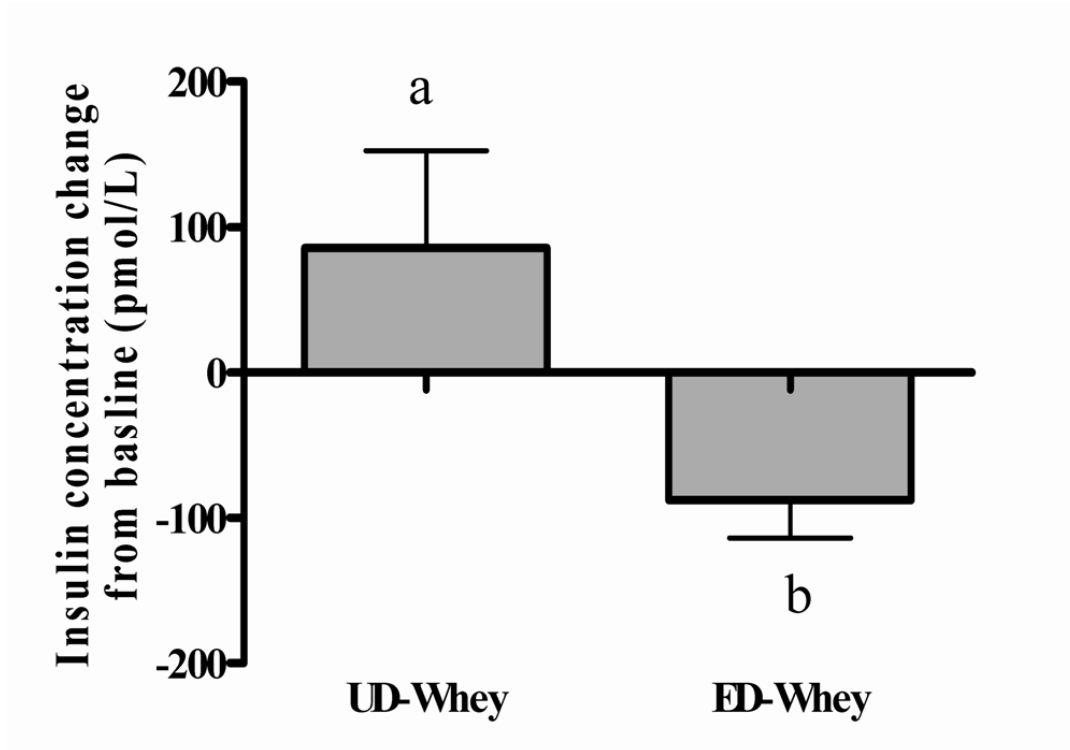 Insulin concentration change
from basline (pmol/L)
200
a
100
0
-100
b
-200
UD-Whey ED-Whey